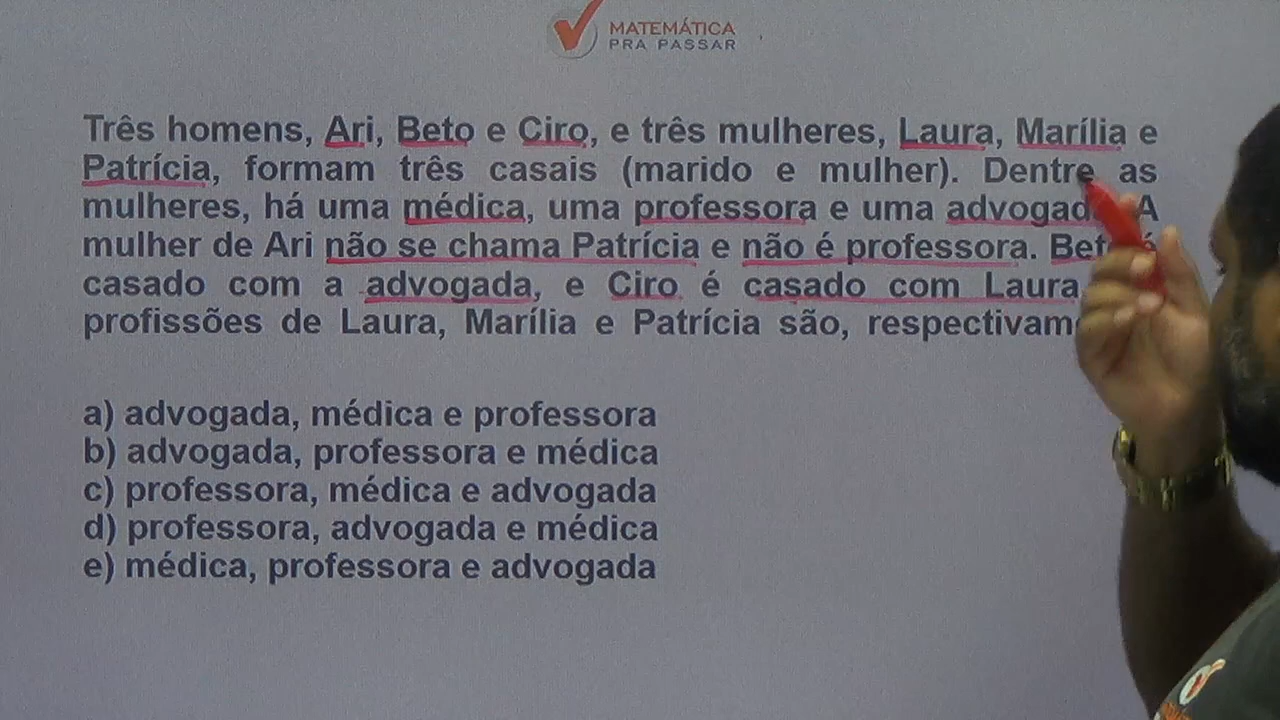 MATEMÁTICA
PRA PASSAR
Três homens, Ari, Beto e Ciro, e três mulheres, Laura, Marília e
Patrícia, formam três casais (marido e mulher). Dentre as
mulheres, há uma médica, uma professora e uma A
mulher de Ari não se chama Patrícia e não é professora.
casado com a advogada, e Ciro é casado com Laura
profissões de Laura, Marília e Patrícia são,
a) advogada, médica e professora
b) advogada, professora e médica
c) professora, médica e advogada
d) professora, advogada e médica
e) médica, professora e advogada